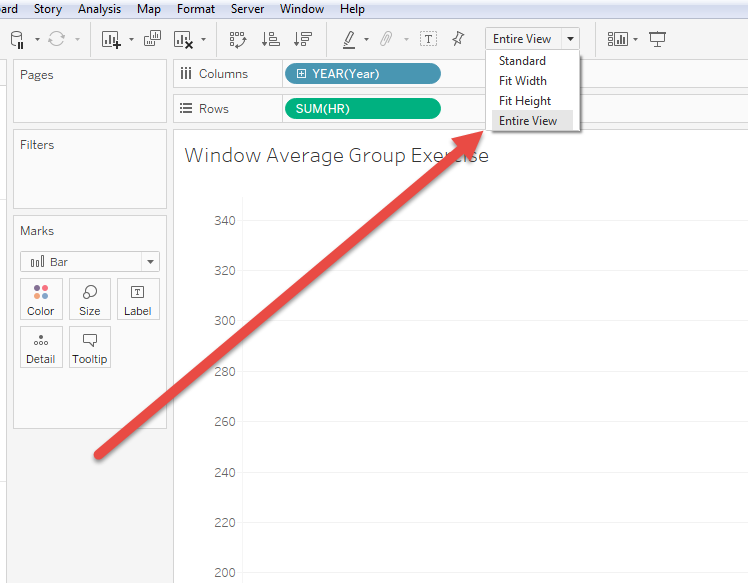 ard Story Analysis Map Format Server Window Help
Entire View
Standard
Fit Width
Fit Height
Entire View
Pages
Columns YEAR(Year)
Rows SUM(HR)
Filters
Window Average Group Exercise
Marks
Bar
Color Size Label
T
Detail Tooltip
340
320
300
280
260
240
220
200